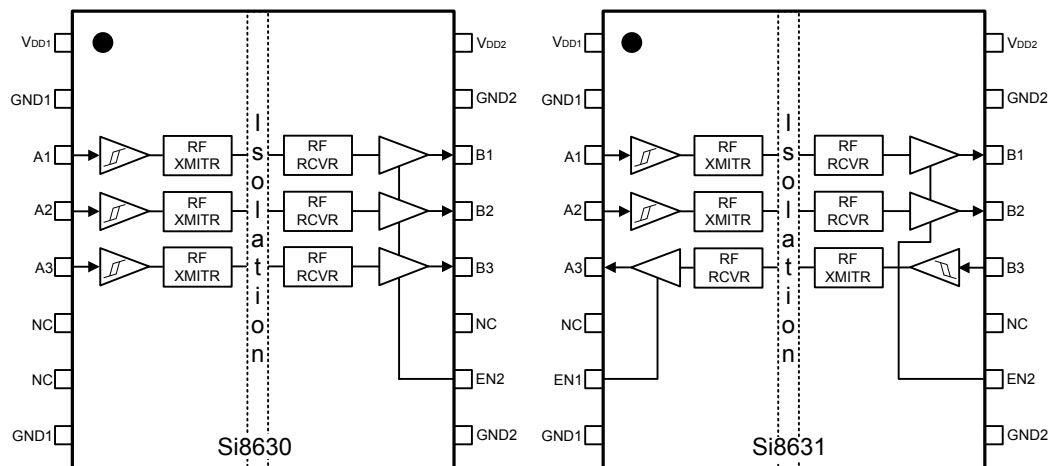 VDD1
VDD2
GND1
GND2
A1
RF
XMITR
RF
RCVR
B1
A2
RF
XMITR
RF
RCVR
B2
A3
RF
XMITR
RF
RCVR
B3
NC
NC
NC
EN2
GND1
GND2
Isolation
Si8630
VDD1
VDD2
GND1
GND2
A1
RF
XMITR
RF
RCVR
B1
A2
RF
XMITR
RF
RCVR
B2
A3
RF
RCVR
RF
XMITR
B3
NC
NC
EN1
EN2
GND1
GND2
Isolation
Si8631